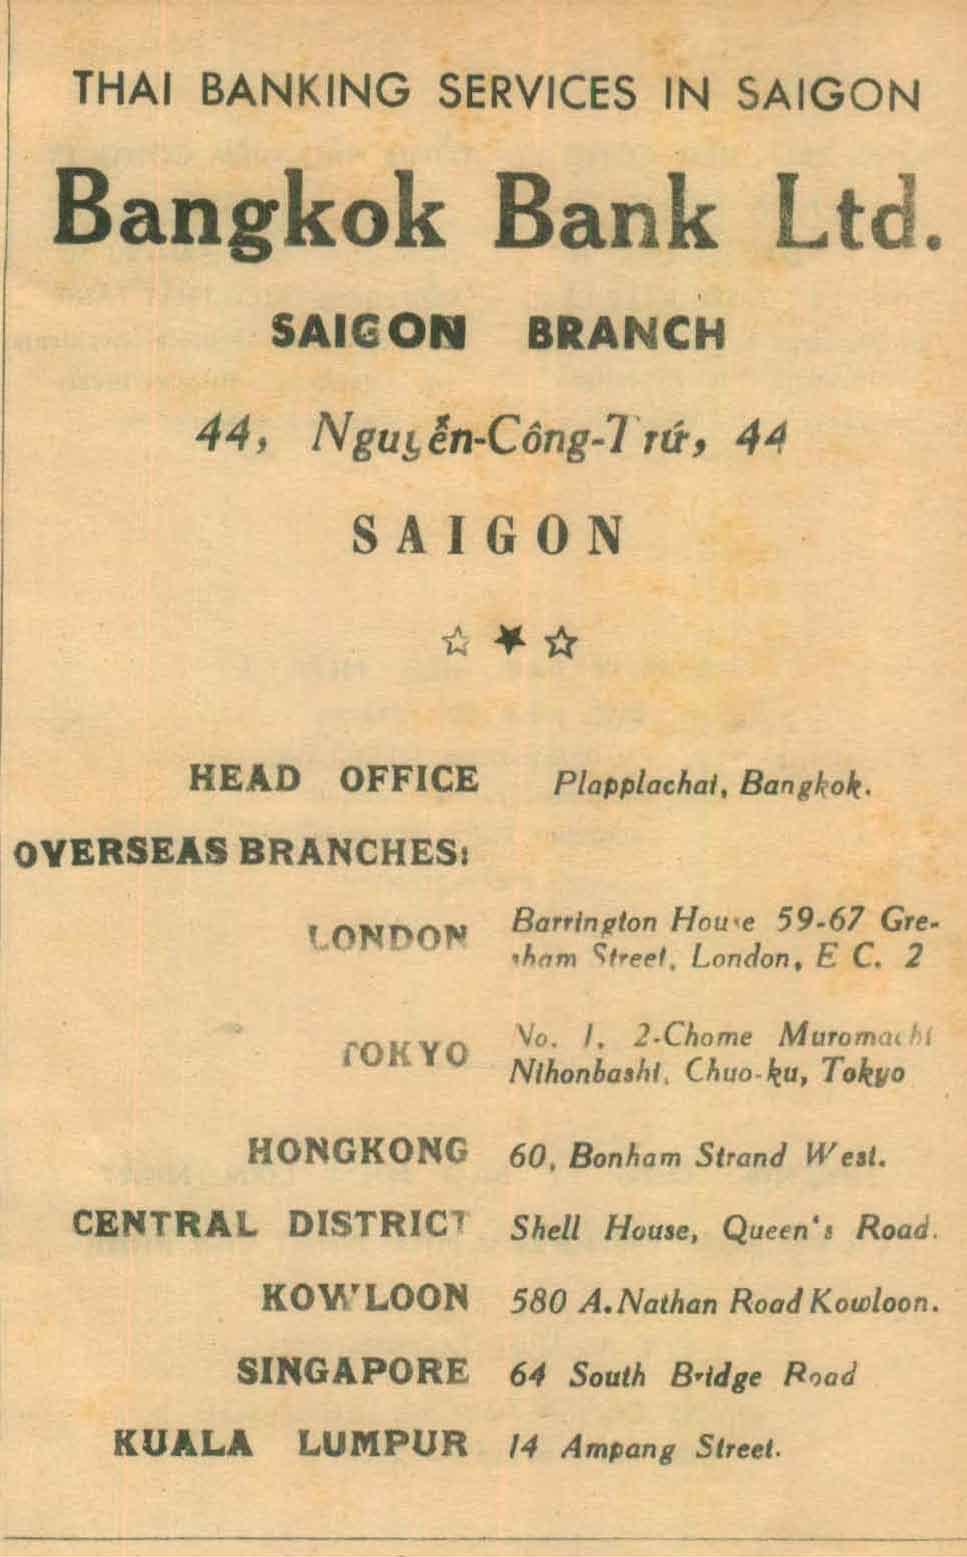 THAI BANKING SERVICES IN SAIGON
Bangkok Bank Ltd.
SAIGON BRANCH
44, Nguyễn-Công-Trứ, 44
SAIGON
HEAD OFFICE Plapplachai, Bangkok.
OVERSEAS BRANCHES:
LONDON Barrington House 59-67 Gre-
sham Street, London, E C. 2
TOKYO No. 1, 2-Chome Muromachi
Nihonbashi, Chuo-ku, Tokyo
HONGKONG 60, Bonham Strand West.
CENTRAL DISTRICT Shell House, Queen's Road.
KOWLOON 580 A. Nathan Road Kowloon.
SINGAPORE 64 South Bridge Road
KUALA LUMPUR 14 Ampang Street.